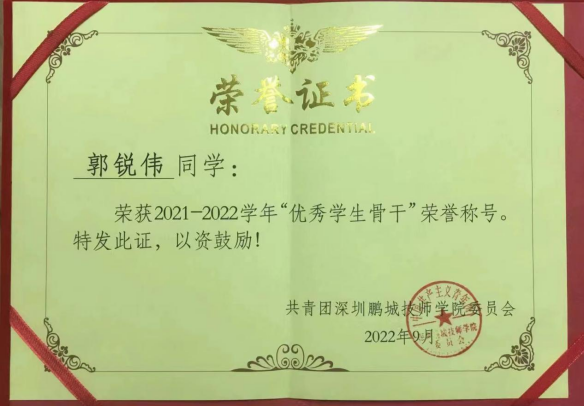 荣誉证书
HONORARY CREDENTIAL
郭锐伟 同学：
荣获2021-2022学年“优秀学生骨干”荣誉称号。
特发此证，以资鼓励！
共青团深圳鹏城技师学院委员会
2022年9月